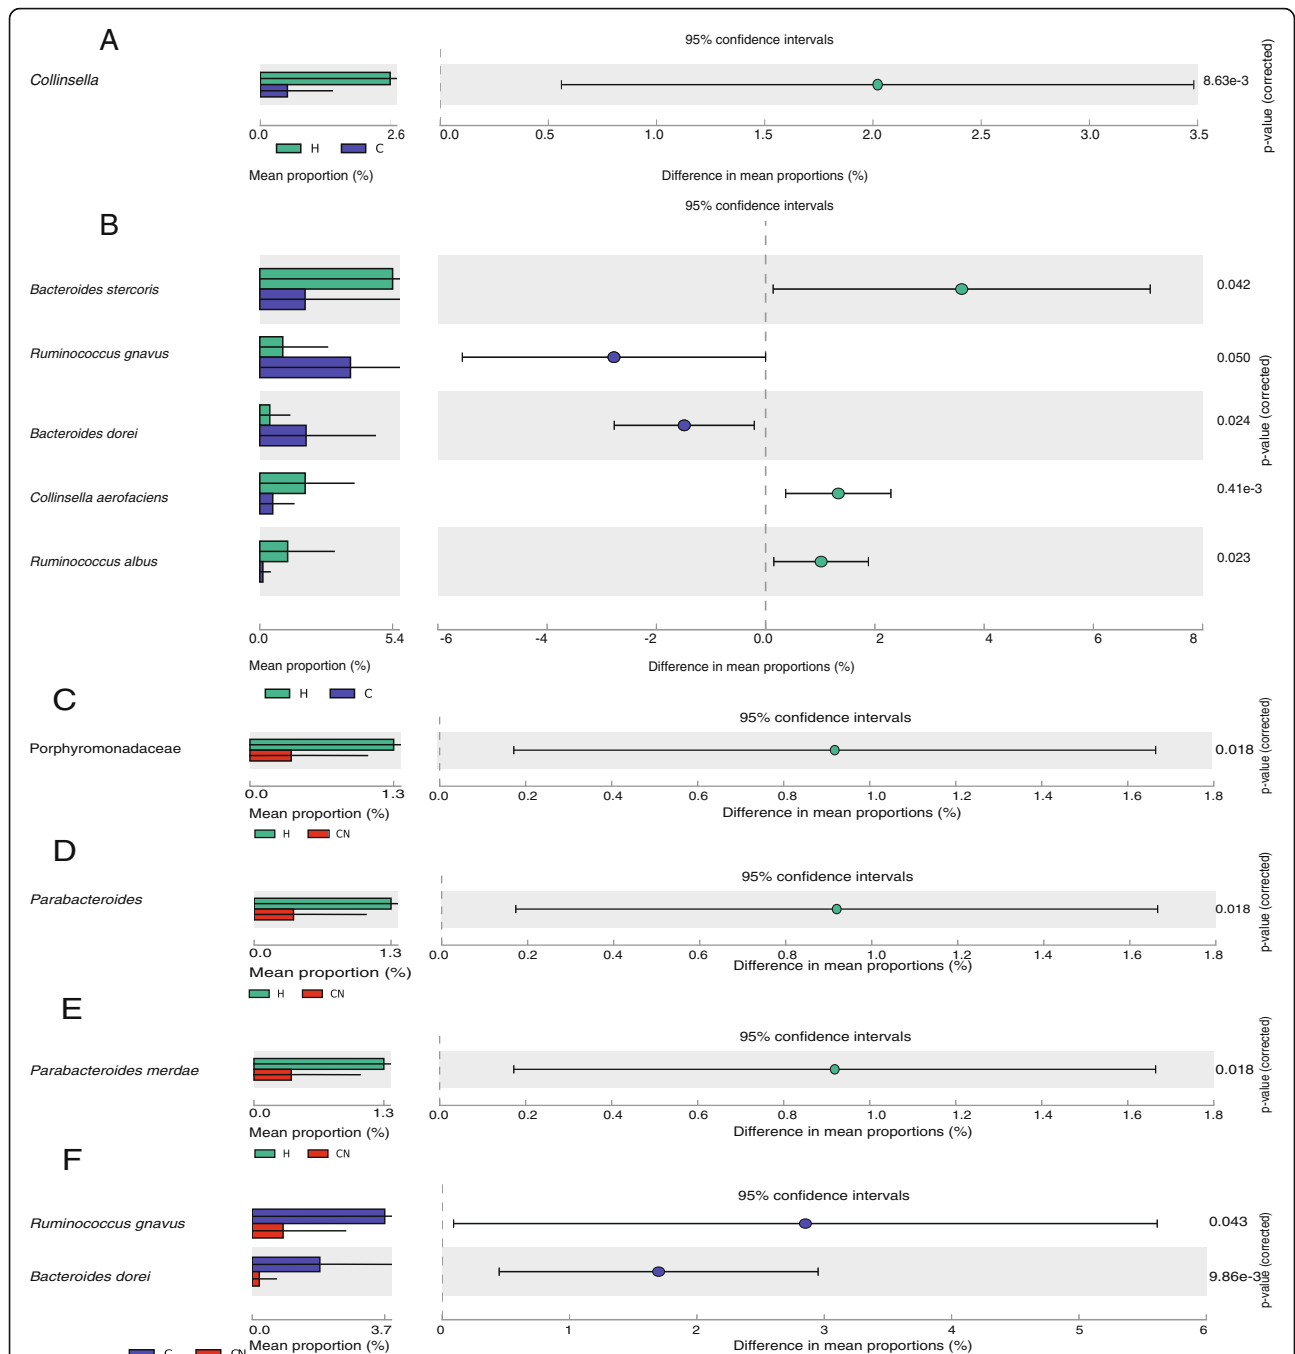 A
95% confidence intervals
Collinsella
8.63e-3
p-value (corrected)
0.0 2.6
0.0 0.5 1.0 1.5 2.0 2.5 3.0 3.5
H C
Mean proportion (%)
Difference in mean proportions (%)
B
95% confidence intervals
Bacteroides stercoris
0.042
Ruminococcus gnavus
0.050
Bacteroides dorei
0.024
p-value (corrected)
Collinsella aerofaciens
0.41e-3
Ruminococcus albus
0.023
0.0 5.4
-6 -4 -2 0.0 2 4 6 8
Mean proportion (%)
Difference in mean proportions (%)
H C
C
95% confidence intervals
Porphyromonadaceae
0.018
p-value (corrected)
0.0 1.3
0.0 0.2 0.4 0.6 0.8 1.0 1.2 1.4 1.6 1.8
Mean proportion (%)
Difference in mean proportions (%)
H CN
D
95% confidence intervals
Parabacteroides
0.018
p-value (corrected)
0.0 1.3
0.0 0.2 0.4 0.6 0.8 1.0 1.2 1.4 1.6 1.8
Mean proportion (%)
Difference in mean proportions (%)
H CN
E
95% confidence intervals
Parabacteroides merdae
0.018
p-value (corrected)
0.0 1.3
0.0 0.2 0.4 0.6 0.8 1.0 1.2 1.4 1.6 1.8
Mean proportion (%)
Difference in mean proportions (%)
H CN
F
95% confidence intervals
Ruminococcus gnavus
0.043
Bacteroides dorei
9.86e-3
p-value (corrected)
0.0 3.7
0 1 2 3 4 5 6
Mean proportion (%)
Difference in mean proportions (%)
C CN